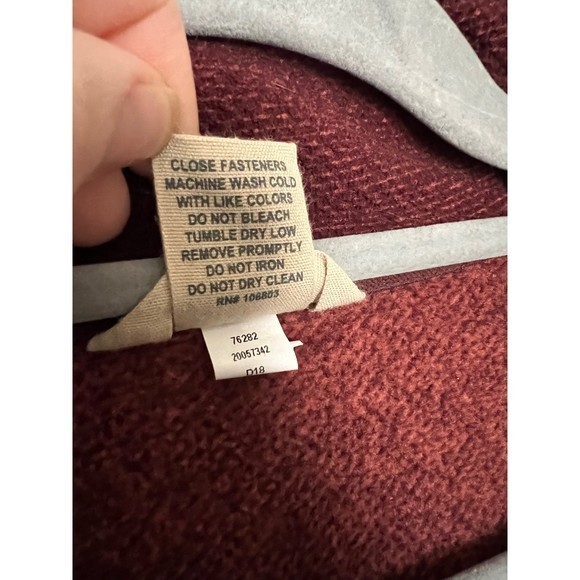 CLOSE FASTENERS
MACHINE WASH COLD
WITH LIKE COLORS
DO NOT BLEACH
TUMBLE DRY LOW
REMOVE PROMPTLY
DO NOT IRON
DO NOT DRY CLEAN
RN# 106803
76282
20057342
D18